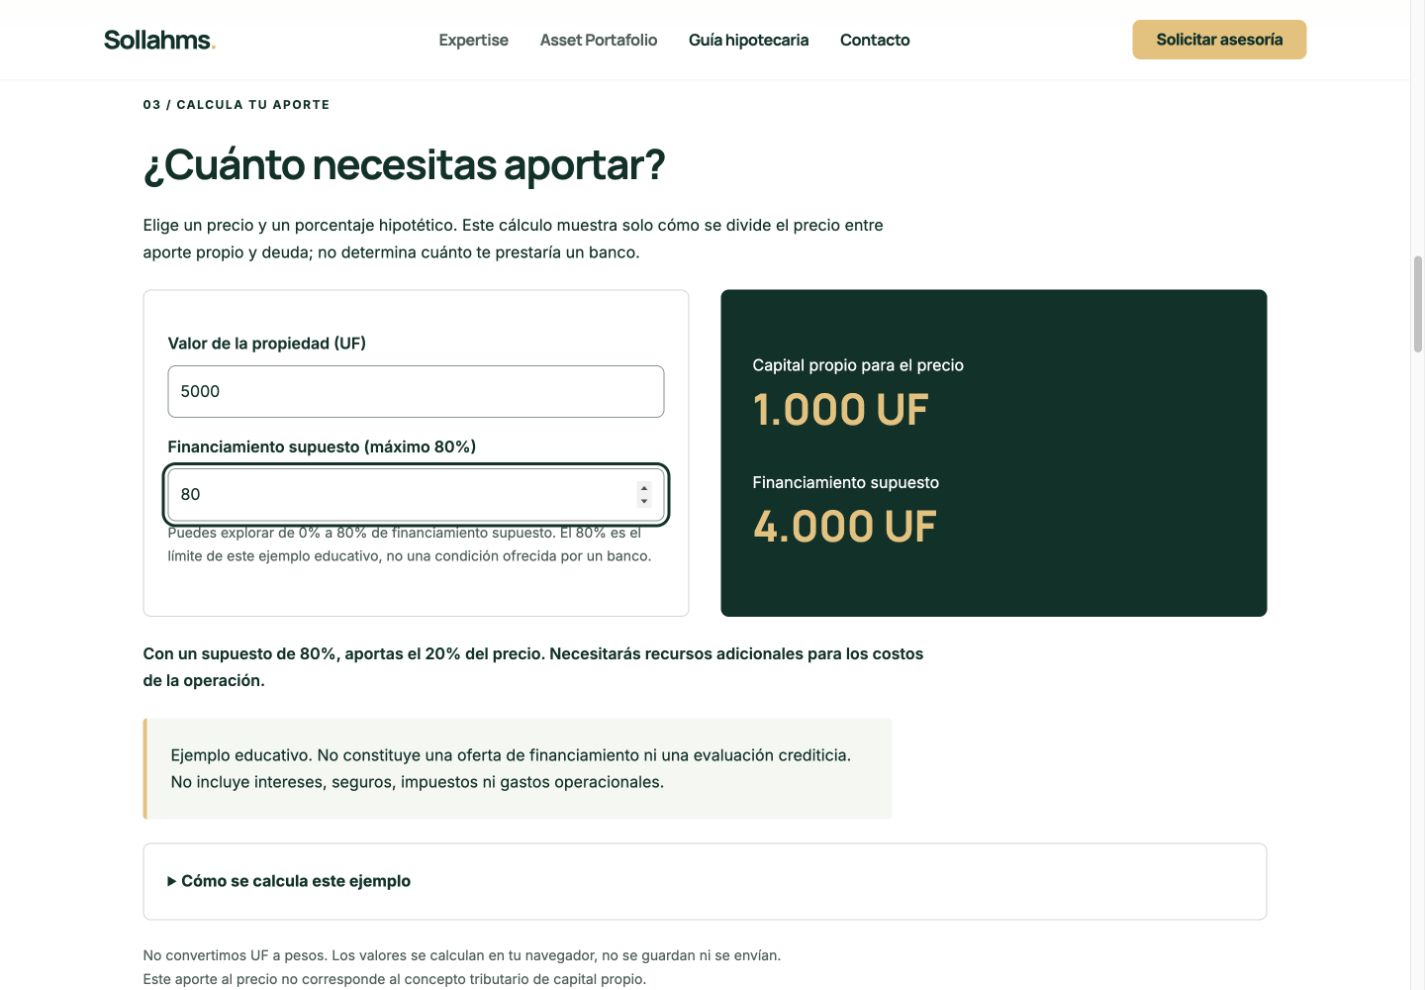 Sollahms.
Expertise
Asset Portafolio
Guía hipotecaria
Contacto
Solicitar asesoría
03 / CALCULA TU APORTE
¿Cuánto necesitas aportar?
Elige un precio y un porcentaje hipotético. Este cálculo muestra solo cómo se divide el precio entre
aporte propio y deuda; no determina cuánto te prestaría un banco.
Valor de la propiedad (UF)
5000
Financiamiento supuesto (máximo 80%)
80
Puedes explorar de 0% a 80% de financiamiento supuesto. El 80% es el
límite de este ejemplo educativo, no una condición ofrecida por un banco.
Capital propio para el precio
1.000 UF
Financiamiento supuesto
4.000 UF
Con un supuesto de 80%, aportas el 20% del precio. Necesitarás recursos adicionales para los costos
de la operación.
Ejemplo educativo. No constituye una oferta de financiamiento ni una evaluación crediticia.
No incluye intereses, seguros, impuestos ni gastos operacionales.
Cómo se calcula este ejemplo
No convertimos UF a pesos. Los valores se calculan en tu navegador, no se guardan ni se envían.
Este aporte al precio no corresponde al concepto tributario de capital propio.